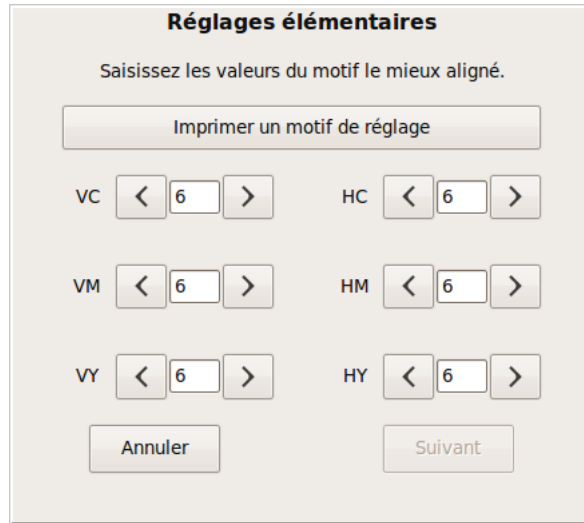 Réglages élémentaires
Saisissez les valeurs du motif le mieux aligné.
Imprimer un motif de réglage
VC 6 HC 6
VM 6 HM 6
VY 6 HY 6
Annuler Suivant